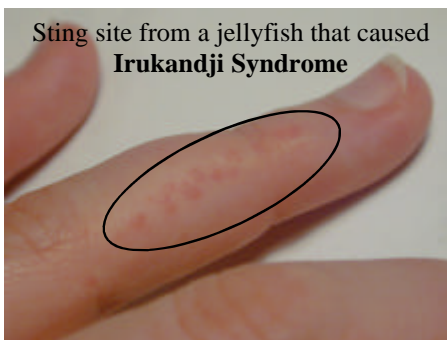 Sting site from a jellyfish that caused
Irukandji Syndrome